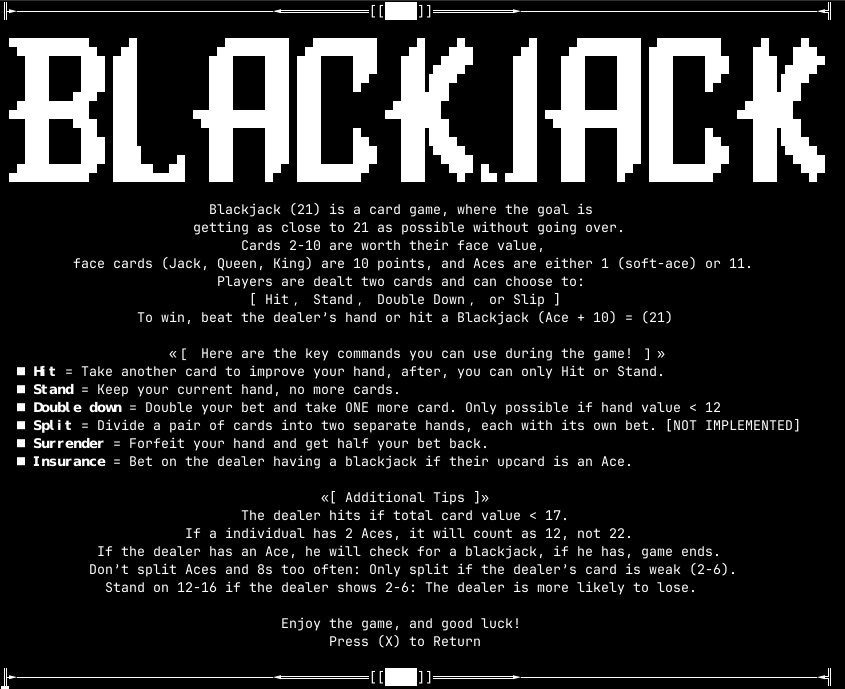 BLACKJACK
Blackjack (21) is a card game, where the goal is
getting as close to 21 as possible without going over.
Cards 2-10 are worth their face value,
face cards (Jack, Queen, King) are 10 points, and Aces are either 1 (soft-ace) or 11.
Players are dealt two cards and can choose to:
[ Hit, Stand, Double Down, or Slip ]
To win, beat the dealer's hand or hit a Blackjack (Ace + 10) = (21)
«[ Here are the key commands you can use during the game! ]»
■ Hit = Take another card to improve your hand, after, you can only Hit or Stand.
■ Stand = Keep your current hand, no more cards.
■ Double down = Double your bet and take ONE more card. Only possible if hand value < 12
■ Split = Divide a pair of cards into two separate hands, each with its own bet. [NOT IMPLEMENTED]
■ Surrender = Forfeit your hand and get half your bet back.
■ Insurance = Bet on the dealer having a blackjack if their upcard is an Ace.
«[ Additional Tips ]»
The dealer hits if total card value < 17.
If a individual has 2 Aces, it will count as 12, not 22.
If the dealer has an Ace, he will check for a blackjack, if he has, game ends.
Don't split Aces and 8s too often: Only split if the dealer's card is weak (2-6).
Stand on 12-16 if the dealer shows 2-6: The dealer is more likely to lose.
Enjoy the game, and good luck!
Press (X) to Return